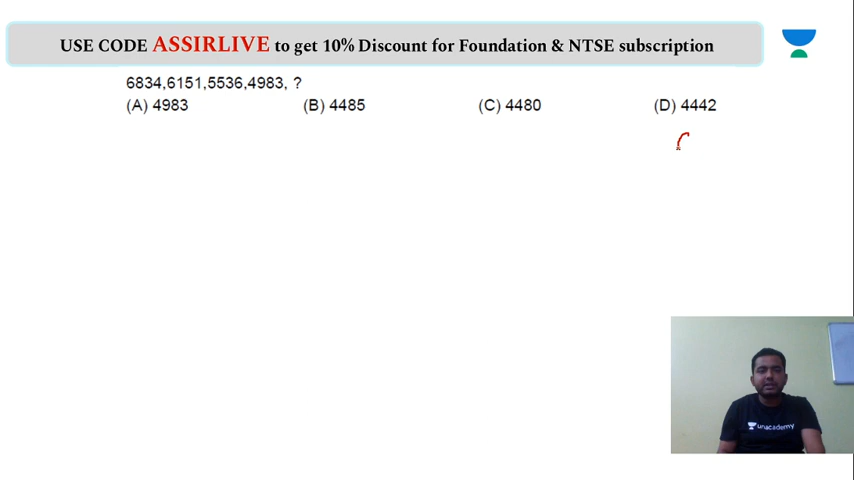 USE CODE ASSIRLIVE to get 10% Discount for Foundation & NTSE subscription
6834,6151,5536,4983, ?
(A) 4983 (B) 4485 (C) 4480 (D) 4442
unacademy